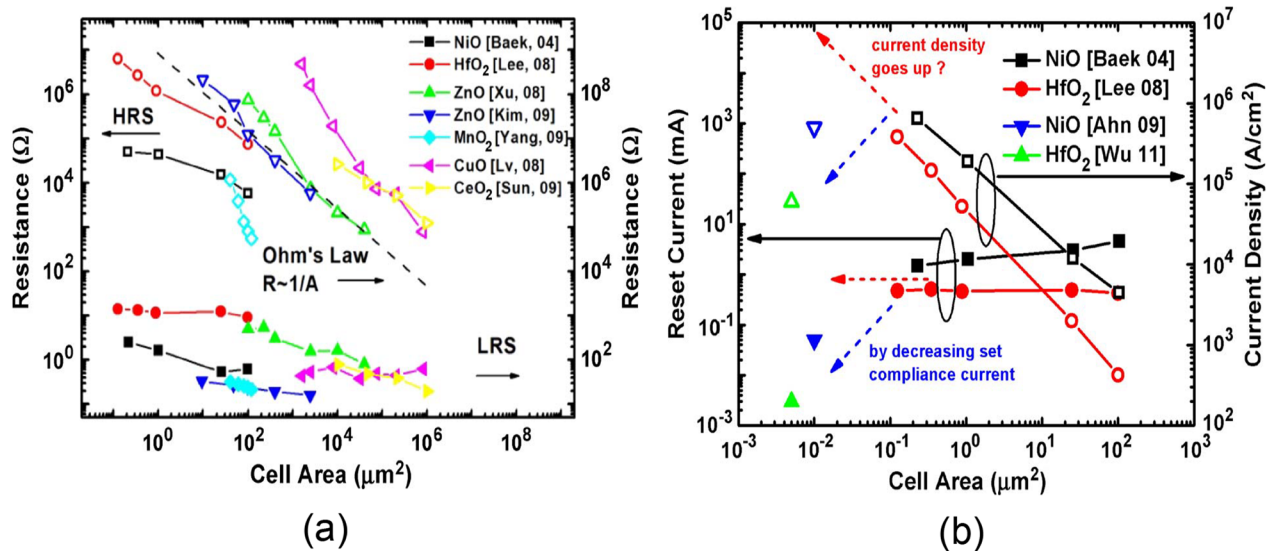 NiO [Baek, 04]
HfO2 [Lee, 08]
ZnO [Xu, 08]
ZnO [Kim, 09]
MnO2 [Yang, 09]
CuO [Lv, 08]
CeO2 [Sun, 09]
HRS
Ohm's Law
R~1/A
LRS
Resistance (Ω)
10^6
10^4
10^2
10^0
Resistance (Ω)
10^8
10^6
10^4
10^2
10^0 10^2 10^4 10^6
Cell Area (µm^2)
(a)
current density
goes up ?
NiO [Baek 04]
HfO2 [Lee 08]
NiO [Ahn 09]
HfO2 [Wu 11]
by decreasing set
compliance current
Reset Current (mA)
10^5
10^3
10^1
10^-1
10^-3
Current Density (A/cm^2)
10^7
10^6
10^5
10^4
10^3
10^2
10^-3 10^-2 10^-1 10^0 10^1 10^2 10^3
Cell Area (µm^2)
(b)